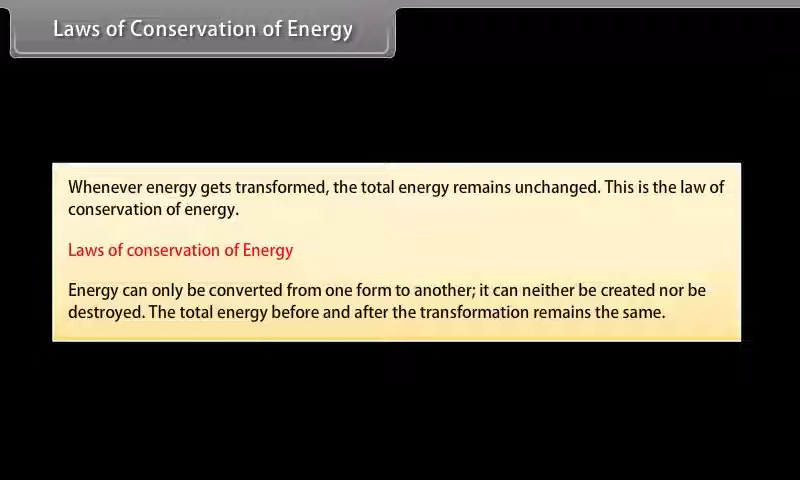 Laws of Conservation of Energy
Whenever energy gets transformed, the total energy remains unchanged. This is the law of
conservation of energy.
Laws of conservation of Energy
Energy can only be converted from one form to another; it can neither be created nor be
destroyed. The total energy before and after the transformation remains the same.